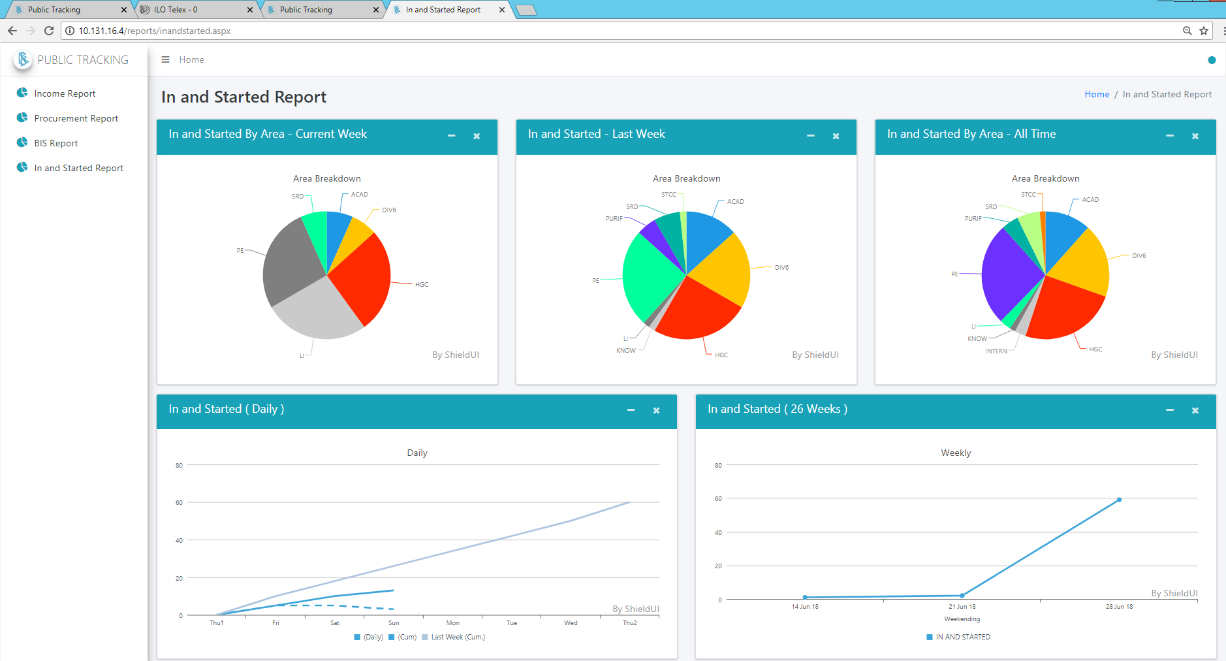 Public Tracking
ILO Telex - 0
Public Tracking
In and Started Report
10.131.16.4/reports/inandstarted.aspx
PUBLIC TRACKING
Home
Income Report
Procurement Report
BIS Report
In and Started Report
In and Started Report
Home / In and Started Report
In and Started By Area - Current Week
Area Breakdown
SRD
ACAD
DIV6
PE
HGC
LI
By ShieldUI
In and Started - Last Week
Area Breakdown
STCC
SRD
ACAD
PURIF
DIV6
PE
LI
KNOW
HGC
By ShieldUI
In and Started By Area - All Time
Area Breakdown
STCC
SRD
ACAD
PURIF
DIV6
PE
LI
KNOW
INTERN
HGC
By ShieldUI
In and Started ( Daily )
Daily
80
60
40
20
0
Thu1 Fri Sat Sun Mon Tue Wed Thu2
By ShieldUI
(Daily) (Cum) Last Week (Cum.)
In and Started ( 26 Weeks )
Weekly
80
60
40
20
0
14 Jun 18 21 Jun 18 28 Jun 18
By ShieldUI
Weekending
IN AND STARTED